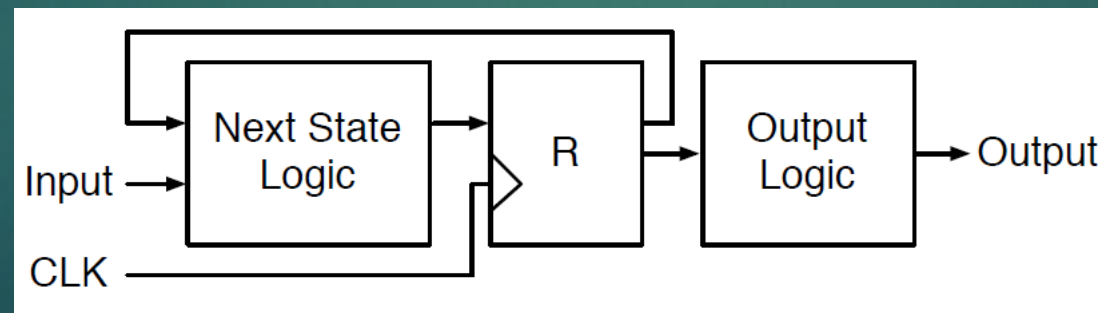 Next State
Logic
R
Output
Logic
Output
Input
CLK